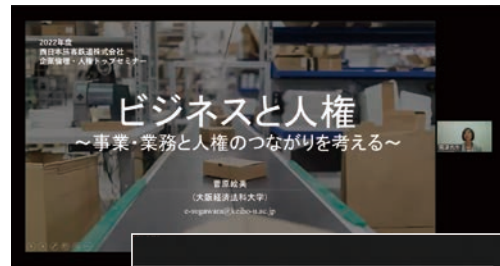 2022年度
西日本旅客鉄道株式会社
企業倫理・人権トップセミナー
ビジネスと人権
～事業・業務と人権のつながりを考える～
菅原絵美
(大阪経済法科大学)